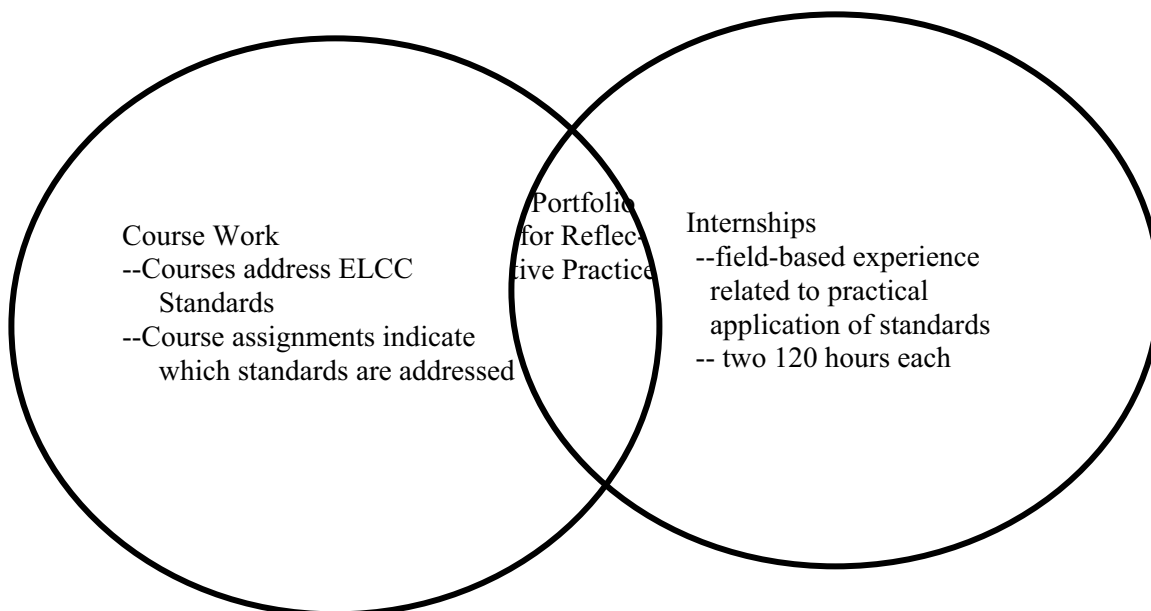 Course Work
--Courses address ELCC
Standards
--Course assignments indicate
which standards are addressed
Portfolio
for Reflec-
tive Practice
Internships
--field-based experience
related to practical
application of standards
-- two 120 hours each